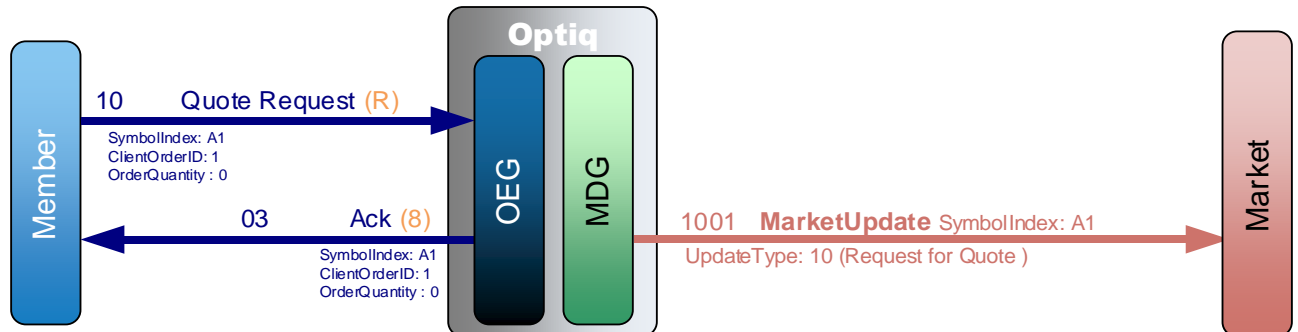 Optiq
Member
10 Quote Request (R)
SymbolIndex: A1
ClientOrderID: 1
OrderQuantity : 0
03 Ack (8)
SymbolIndex: A1
ClientOrderID: 1
OrderQuantity : 0
OEG
MDG
1001 MarketUpdate SymbolIndex: A1
UpdateType: 10 (Request for Quote )
Market